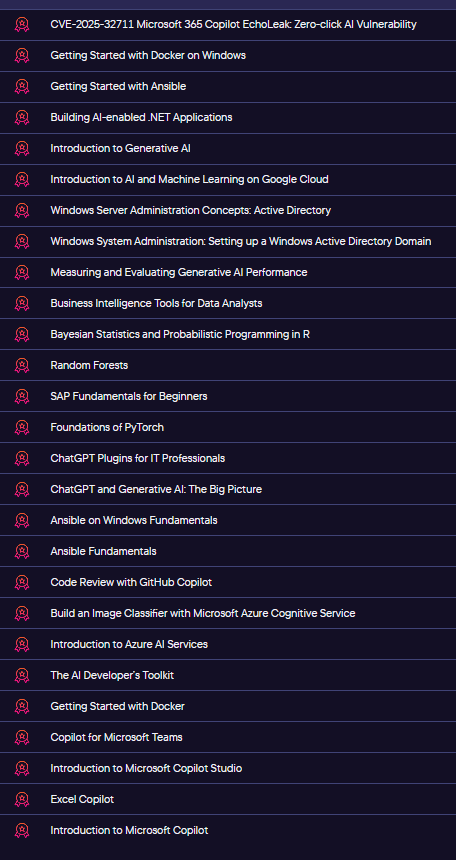 CVE-2025-32711 Microsoft 365 Copilot EchoLeak: Zero-click AI Vulnerability
Getting Started with Docker on Windows
Getting Started with Ansible
Building AI-enabled .NET Applications
Introduction to Generative AI
Introduction to AI and Machine Learning on Google Cloud
Windows Server Administration Concepts: Active Directory
Windows System Administration: Setting up a Windows Active Directory Domain
Measuring and Evaluating Generative AI Performance
Business Intelligence Tools for Data Analysts
Bayesian Statistics and Probabilistic Programming in R
Random Forests
SAP Fundamentals for Beginners
Foundations of PyTorch
ChatGPT Plugins for IT Professionals
ChatGPT and Generative AI: The Big Picture
Ansible on Windows Fundamentals
Ansible Fundamentals
Code Review with GitHub Copilot
Build an Image Classifier with Microsoft Azure Cognitive Service
Introduction to Azure AI Services
The AI Developer's Toolkit
Getting Started with Docker
Copilot for Microsoft Teams
Introduction to Microsoft Copilot Studio
Excel Copilot
Introduction to Microsoft Copilot